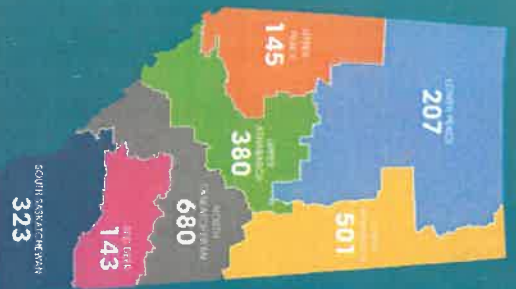 UPPER
PEACE
145
LOWER PEACE
207
UPPER
ATHABASCA
380
501
NORTH
SASKATCHEWAN
680
RED DEER
143
SOUTH SASKATCHEWAN
323